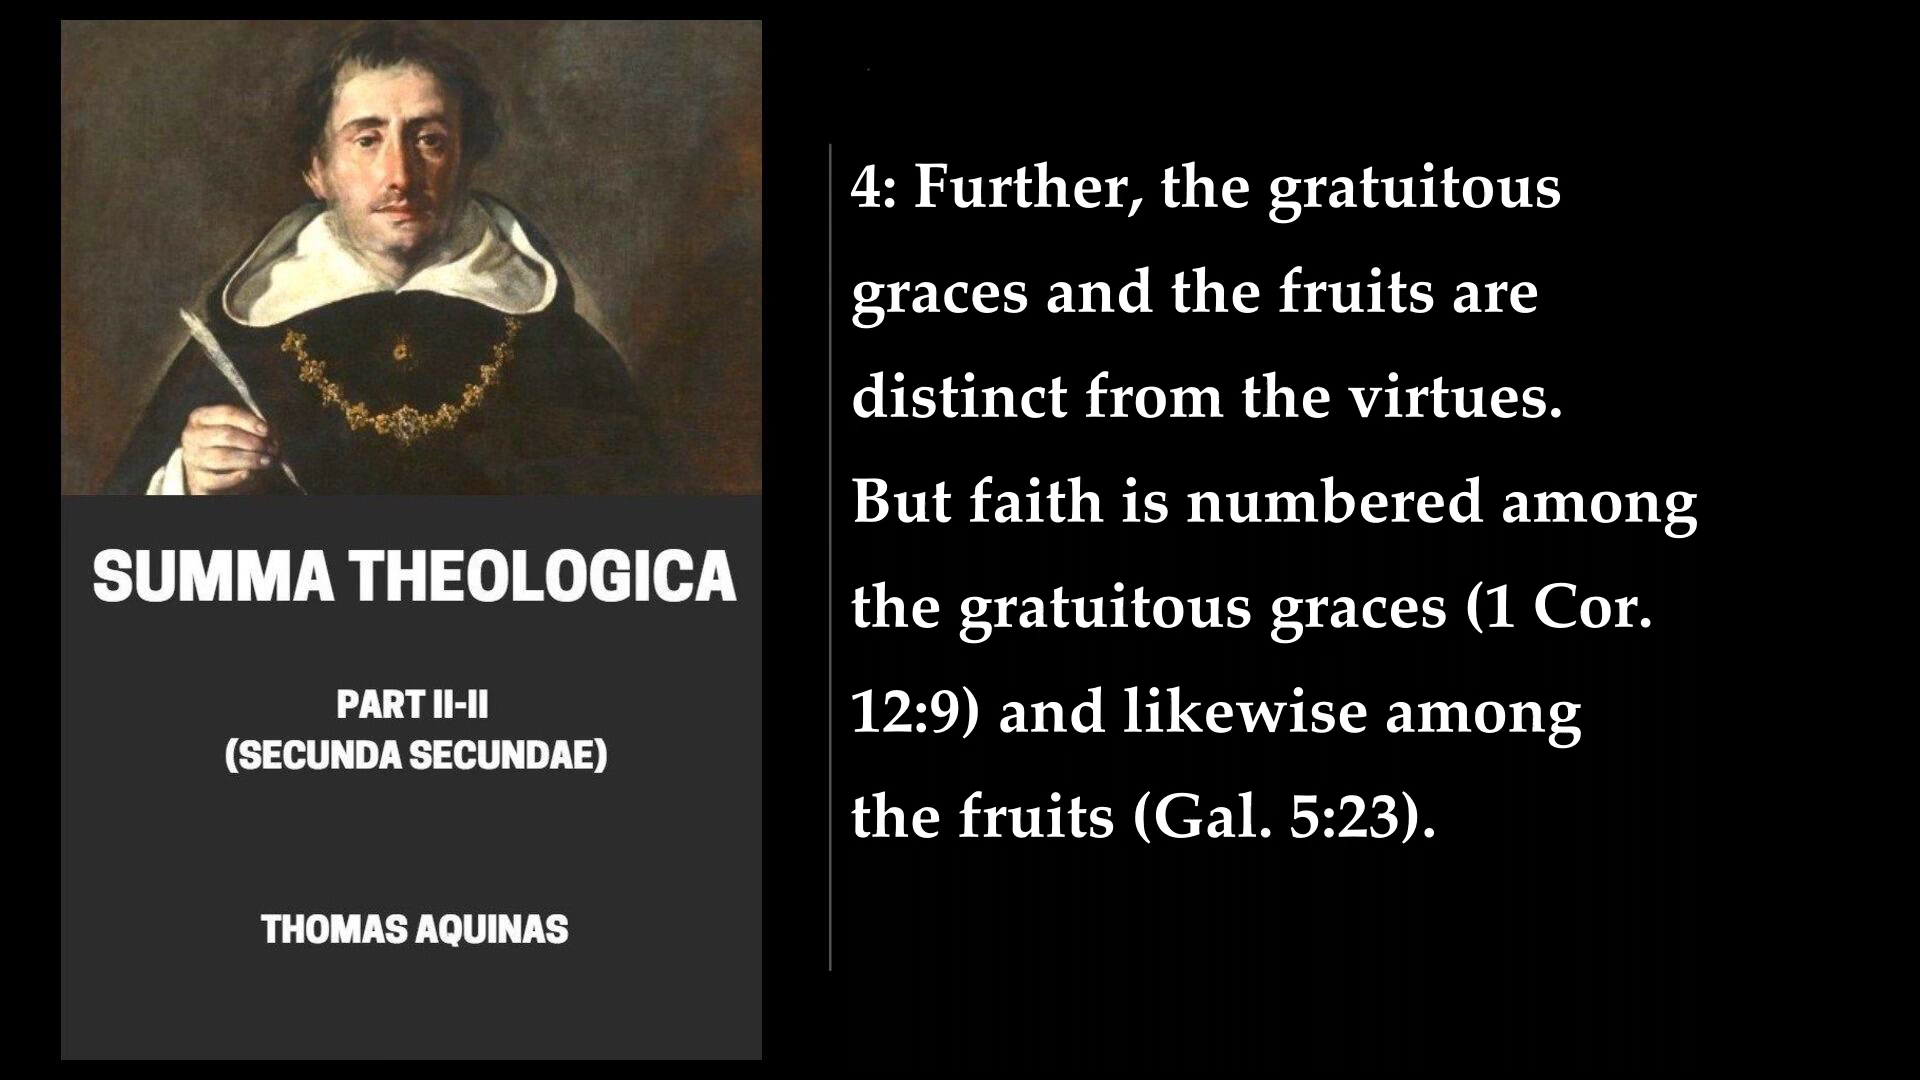 SUMMA THEOLOGICA
PART II-II
(SECUNDA SECUNDAE)
THOMAS AQUINAS
4: Further, the gratuitous
graces and the fruits are
distinct from the virtues.
But faith is numbered among
the gratuitous graces (1 Cor.
12:9) and likewise among
the fruits (Gal. 5:23).